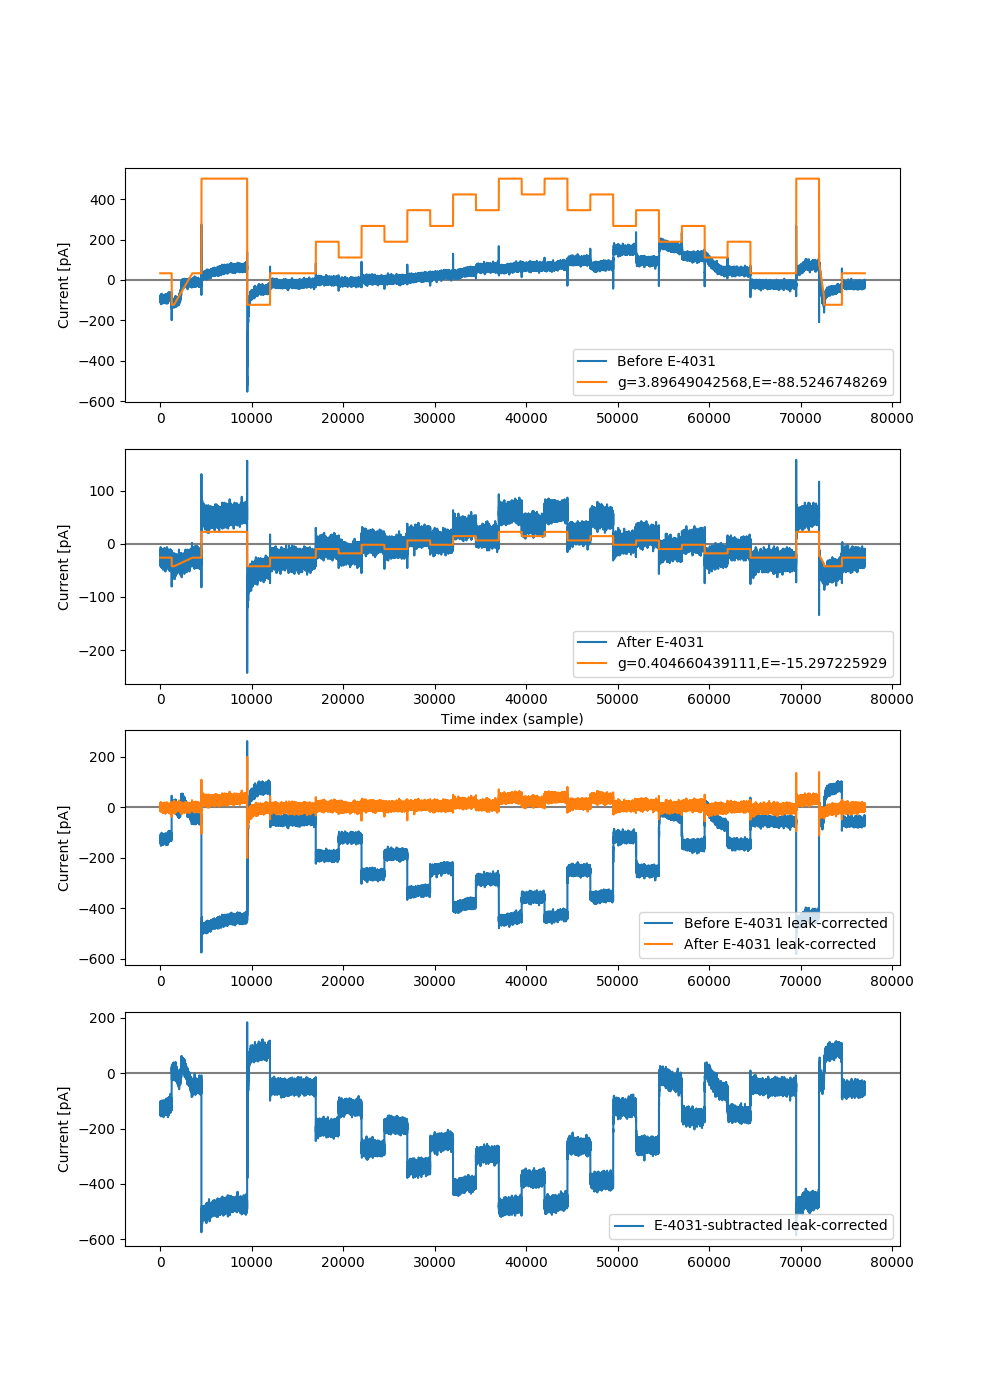 400
200
0
−200
−400
−600
Current [pA]
Before E-4031
g=3.89649042568,E=-88.5246748269
0 10000 20000 30000 40000 50000 60000 70000 80000
100
0
−100
−200
Current [pA]
After E-4031
g=0.404660439111,E=-15.297225929
0 10000 20000 30000 40000 50000 60000 70000 80000
Time index (sample)
200
0
−200
−400
−600
Current [pA]
Before E-4031 leak-corrected
After E-4031 leak-corrected
0 10000 20000 30000 40000 50000 60000 70000 80000
200
0
−200
−400
−600
Current [pA]
E-4031-subtracted leak-corrected
0 10000 20000 30000 40000 50000 60000 70000 80000